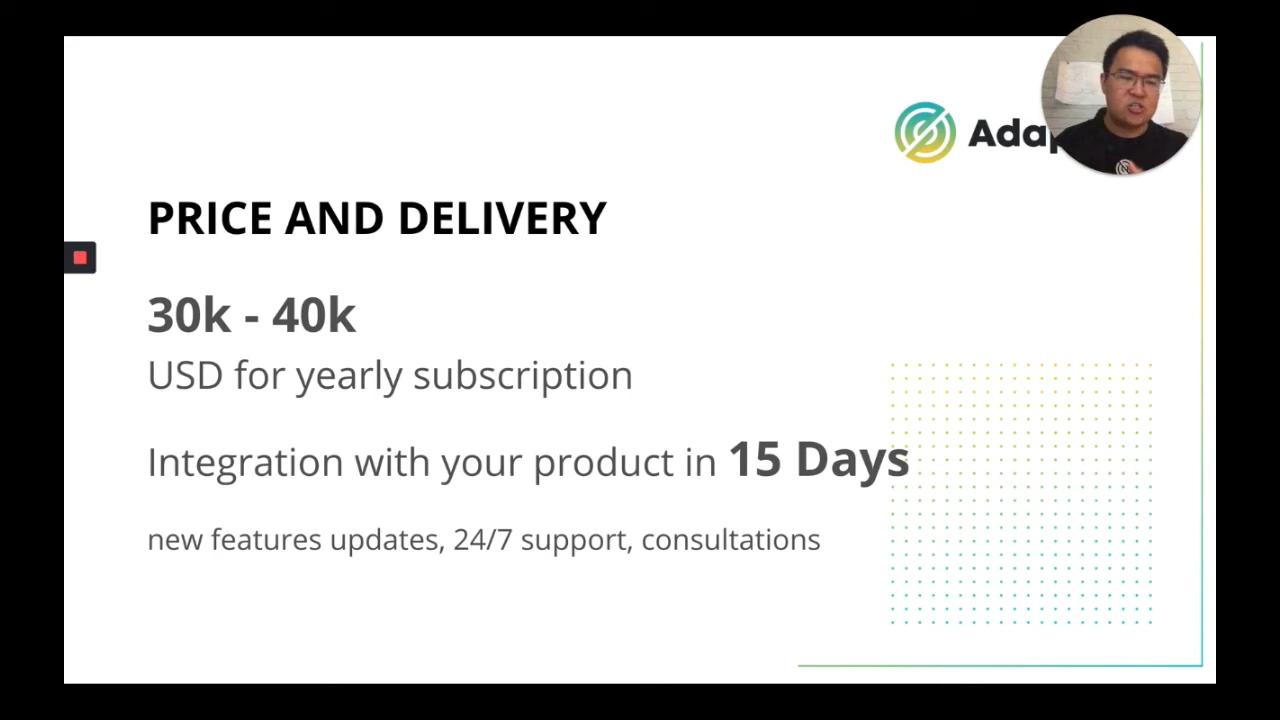 PRICE AND DELIVERY
30k - 40k
USD for yearly subscription
Integration with your product in 15 Days
new features updates, 24/7 support, consultations